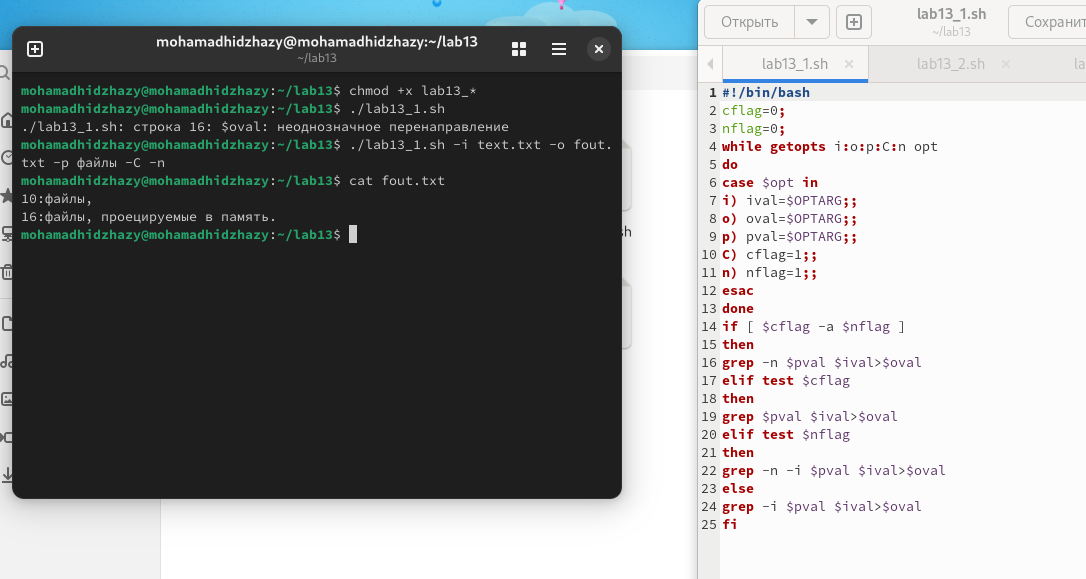 mohamadhidzhazy@mohamadhidzhazy:~/lab13
~/lab13
mohamadhidzhazy@mohamadhidzhazy:~/lab13$ chmod +x lab13_*
mohamadhidzhazy@mohamadhidzhazy:~/lab13$ ./lab13_1.sh
./lab13_1.sh: строка 16: $oval: неоднозначное перенаправление
mohamadhidzhazy@mohamadhidzhazy:~/lab13$ ./lab13_1.sh -i text.txt -o fout.
txt -p файлы -C -n
mohamadhidzhazy@mohamadhidzhazy:~/lab13$ cat fout.txt
10:файлы,
16:файлы, проецируемые в память.
mohamadhidzhazy@mohamadhidzhazy:~/lab13$
sh
Открыть
lab13_1.sh
~/lab13
Сохранит
lab13_1.sh
lab13_2.sh
la
1 #!/bin/bash
2 cflag=0;
3 nflag=0;
4 while getopts i:o:p:C:n opt
5 do
6 case $opt in
7 i) ival=$OPTARG;;
8 o) oval=$OPTARG;;
9 p) pval=$OPTARG;;
10 C) cflag=1;;
11 n) nflag=1;;
12 esac
13 done
14 if [ $cflag -a $nflag ]
15 then
16 grep -n $pval $ival>$oval
17 elif test $cflag
18 then
19 grep $pval $ival>$oval
20 elif test $nflag
21 then
22 grep -n -i $pval $ival>$oval
23 else
24 grep -i $pval $ival>$oval
25 fi